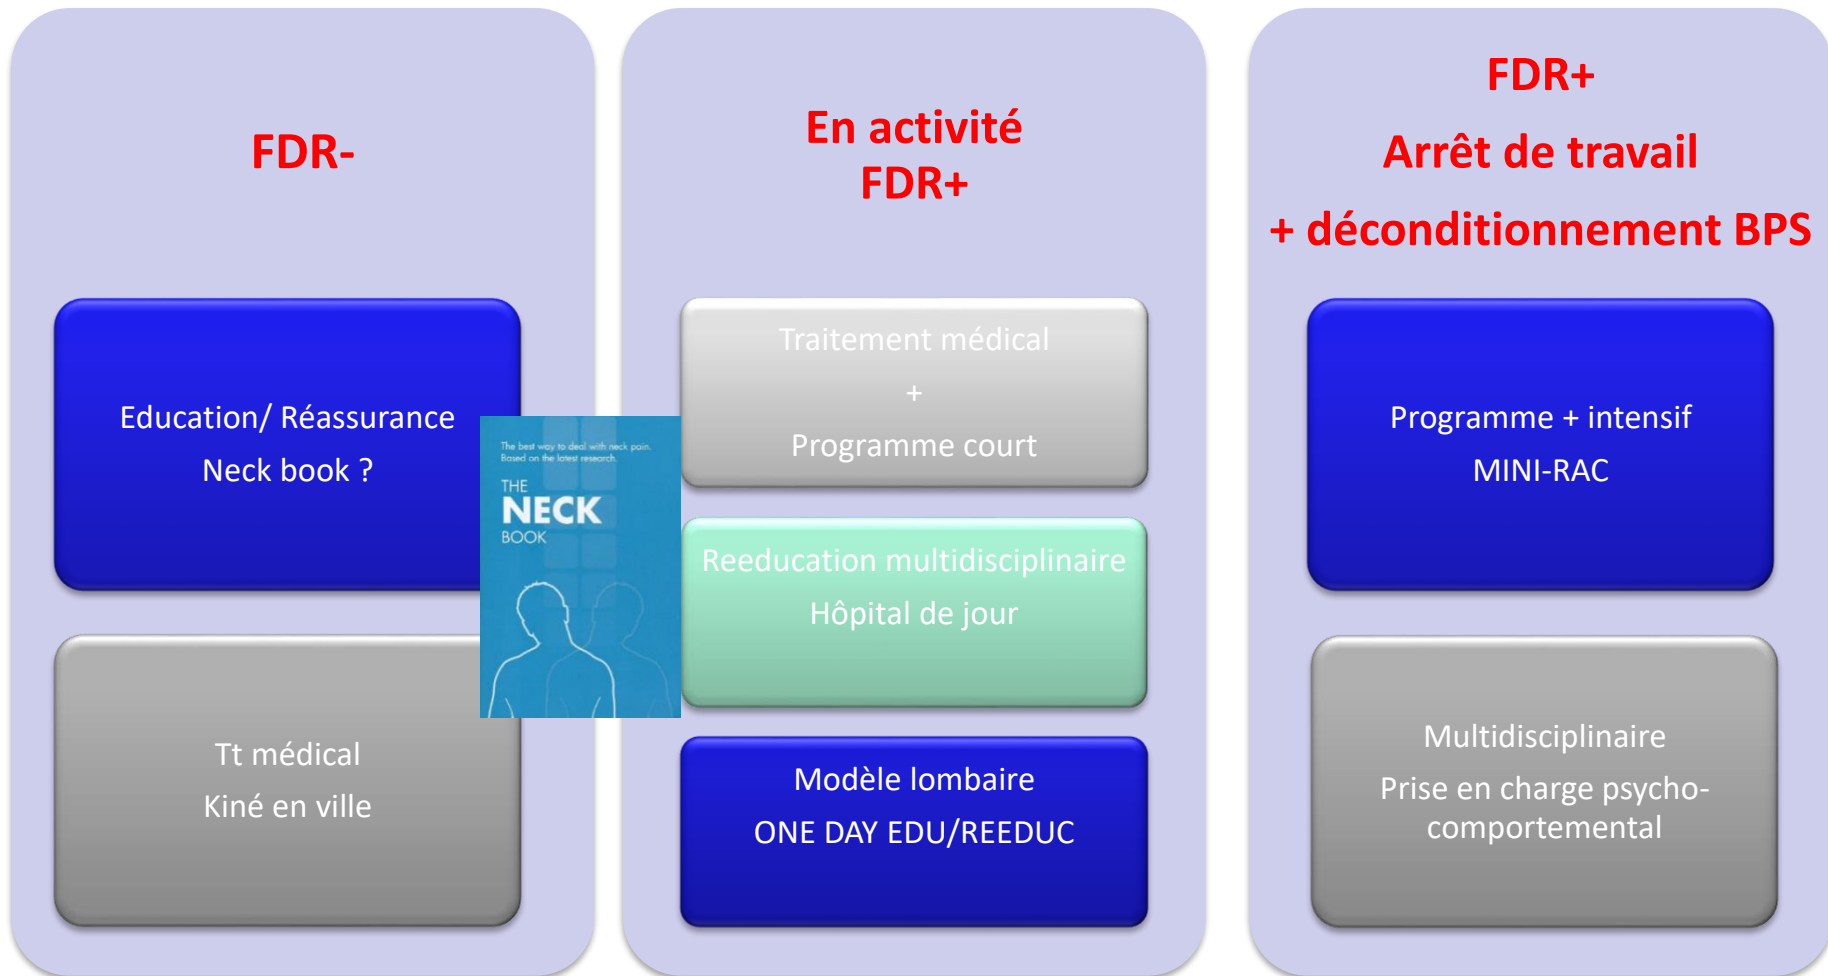 FDR-
Education/ Réassurance
Neck book ?
Tt médical
Kiné en ville
The best way to deal with neck pain.
Based on the latest research.
THE
NECK
BOOK
En activité
FDR+
Traitement médical
+
Programme court
Reeducation multidisciplinaire
Hôpital de jour
Modèle lombaire
ONE DAY EDU/REEDUC
FDR+
Arrêt de travail
+ déconditionnement BPS
Programme + intensif
MINI-RAC
Multidisciplinaire
Prise en charge psycho-
comportemental